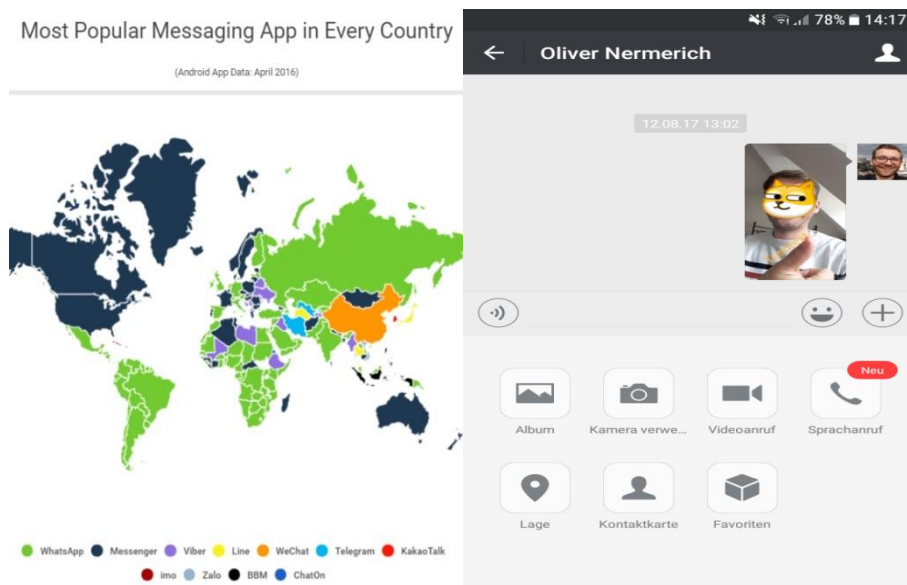 Most Popular Messaging App in Every Country
(Android App Data: April 2016)
WhatsApp Messenger Viber Line WeChat Telegram KakaoTalk
imo Zalo BBM ChatOn
78% 14:17
Oliver Nermerich
12.08.17 13:02
Neu
Album Kamera verwe... Videoanruf Sprachanruf
Lage Kontaktkarte Favoriten